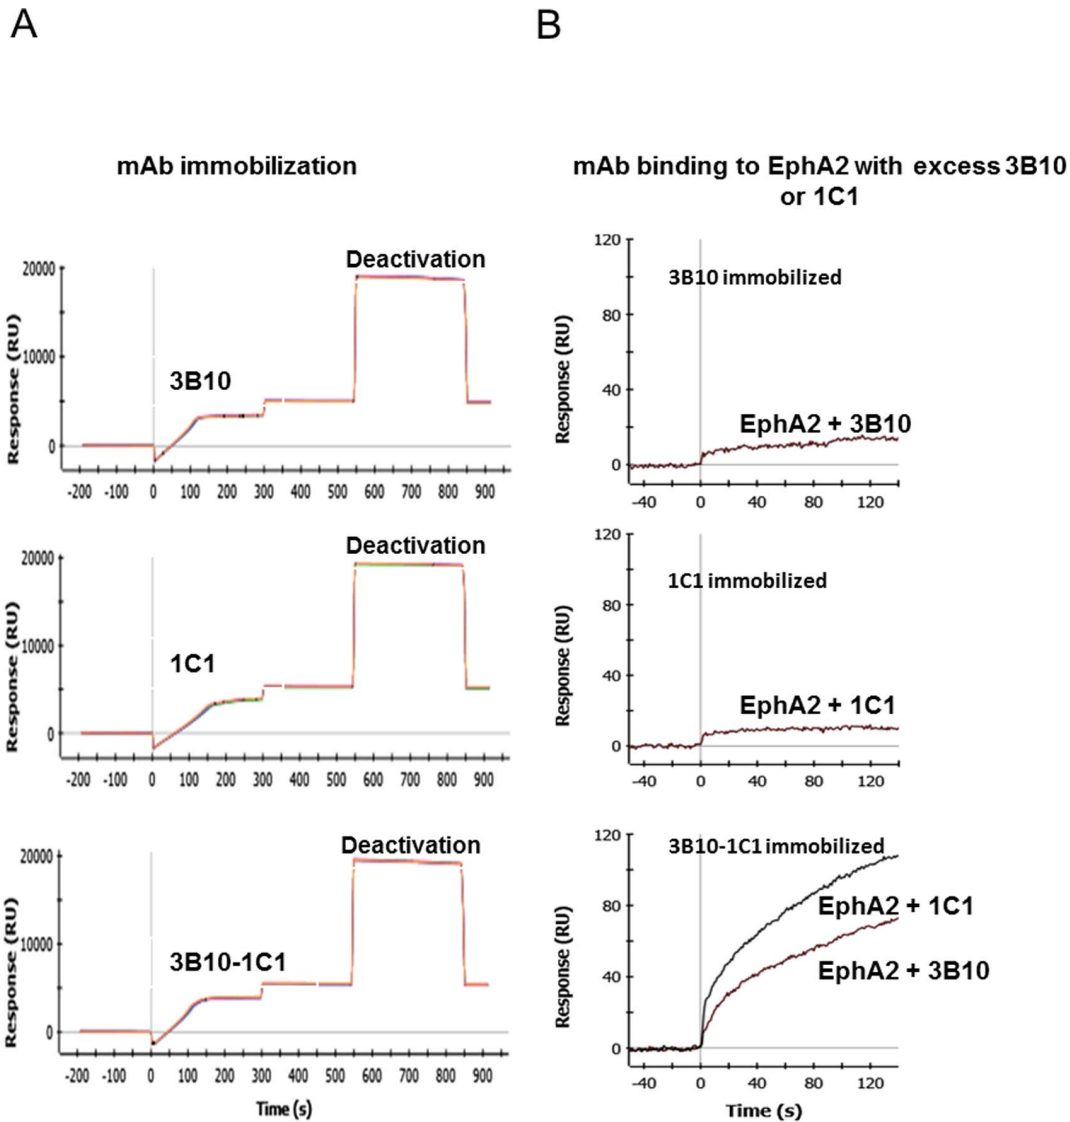 A
B
mAb immobilization
mAb binding to EphA2 with excess 3B10
or 1C1
Deactivation
20000
10000
0
Response (RU)
3B10
-200 -100 0 100 200 300 400 500 600 700 800 900
120
80
40
0
Response (RU)
3B10 immobilized
EphA2 + 3B10
-40 0 40 80 120
Deactivation
20000
10000
0
Response (RU)
1C1
-200 -100 0 100 200 300 400 500 600 700 800 900
120
80
40
0
Response (RU)
1C1 immobilized
EphA2 + 1C1
-40 0 40 80 120
Deactivation
20000
10000
0
Response (RU)
3B10-1C1
-200 -100 0 100 200 300 400 500 600 700 800 900
Time (s)
120
80
40
0
Response (RU)
3B10-1C1 immobilized
EphA2 + 1C1
EphA2 + 3B10
-40 0 40 80 120
Time (s)